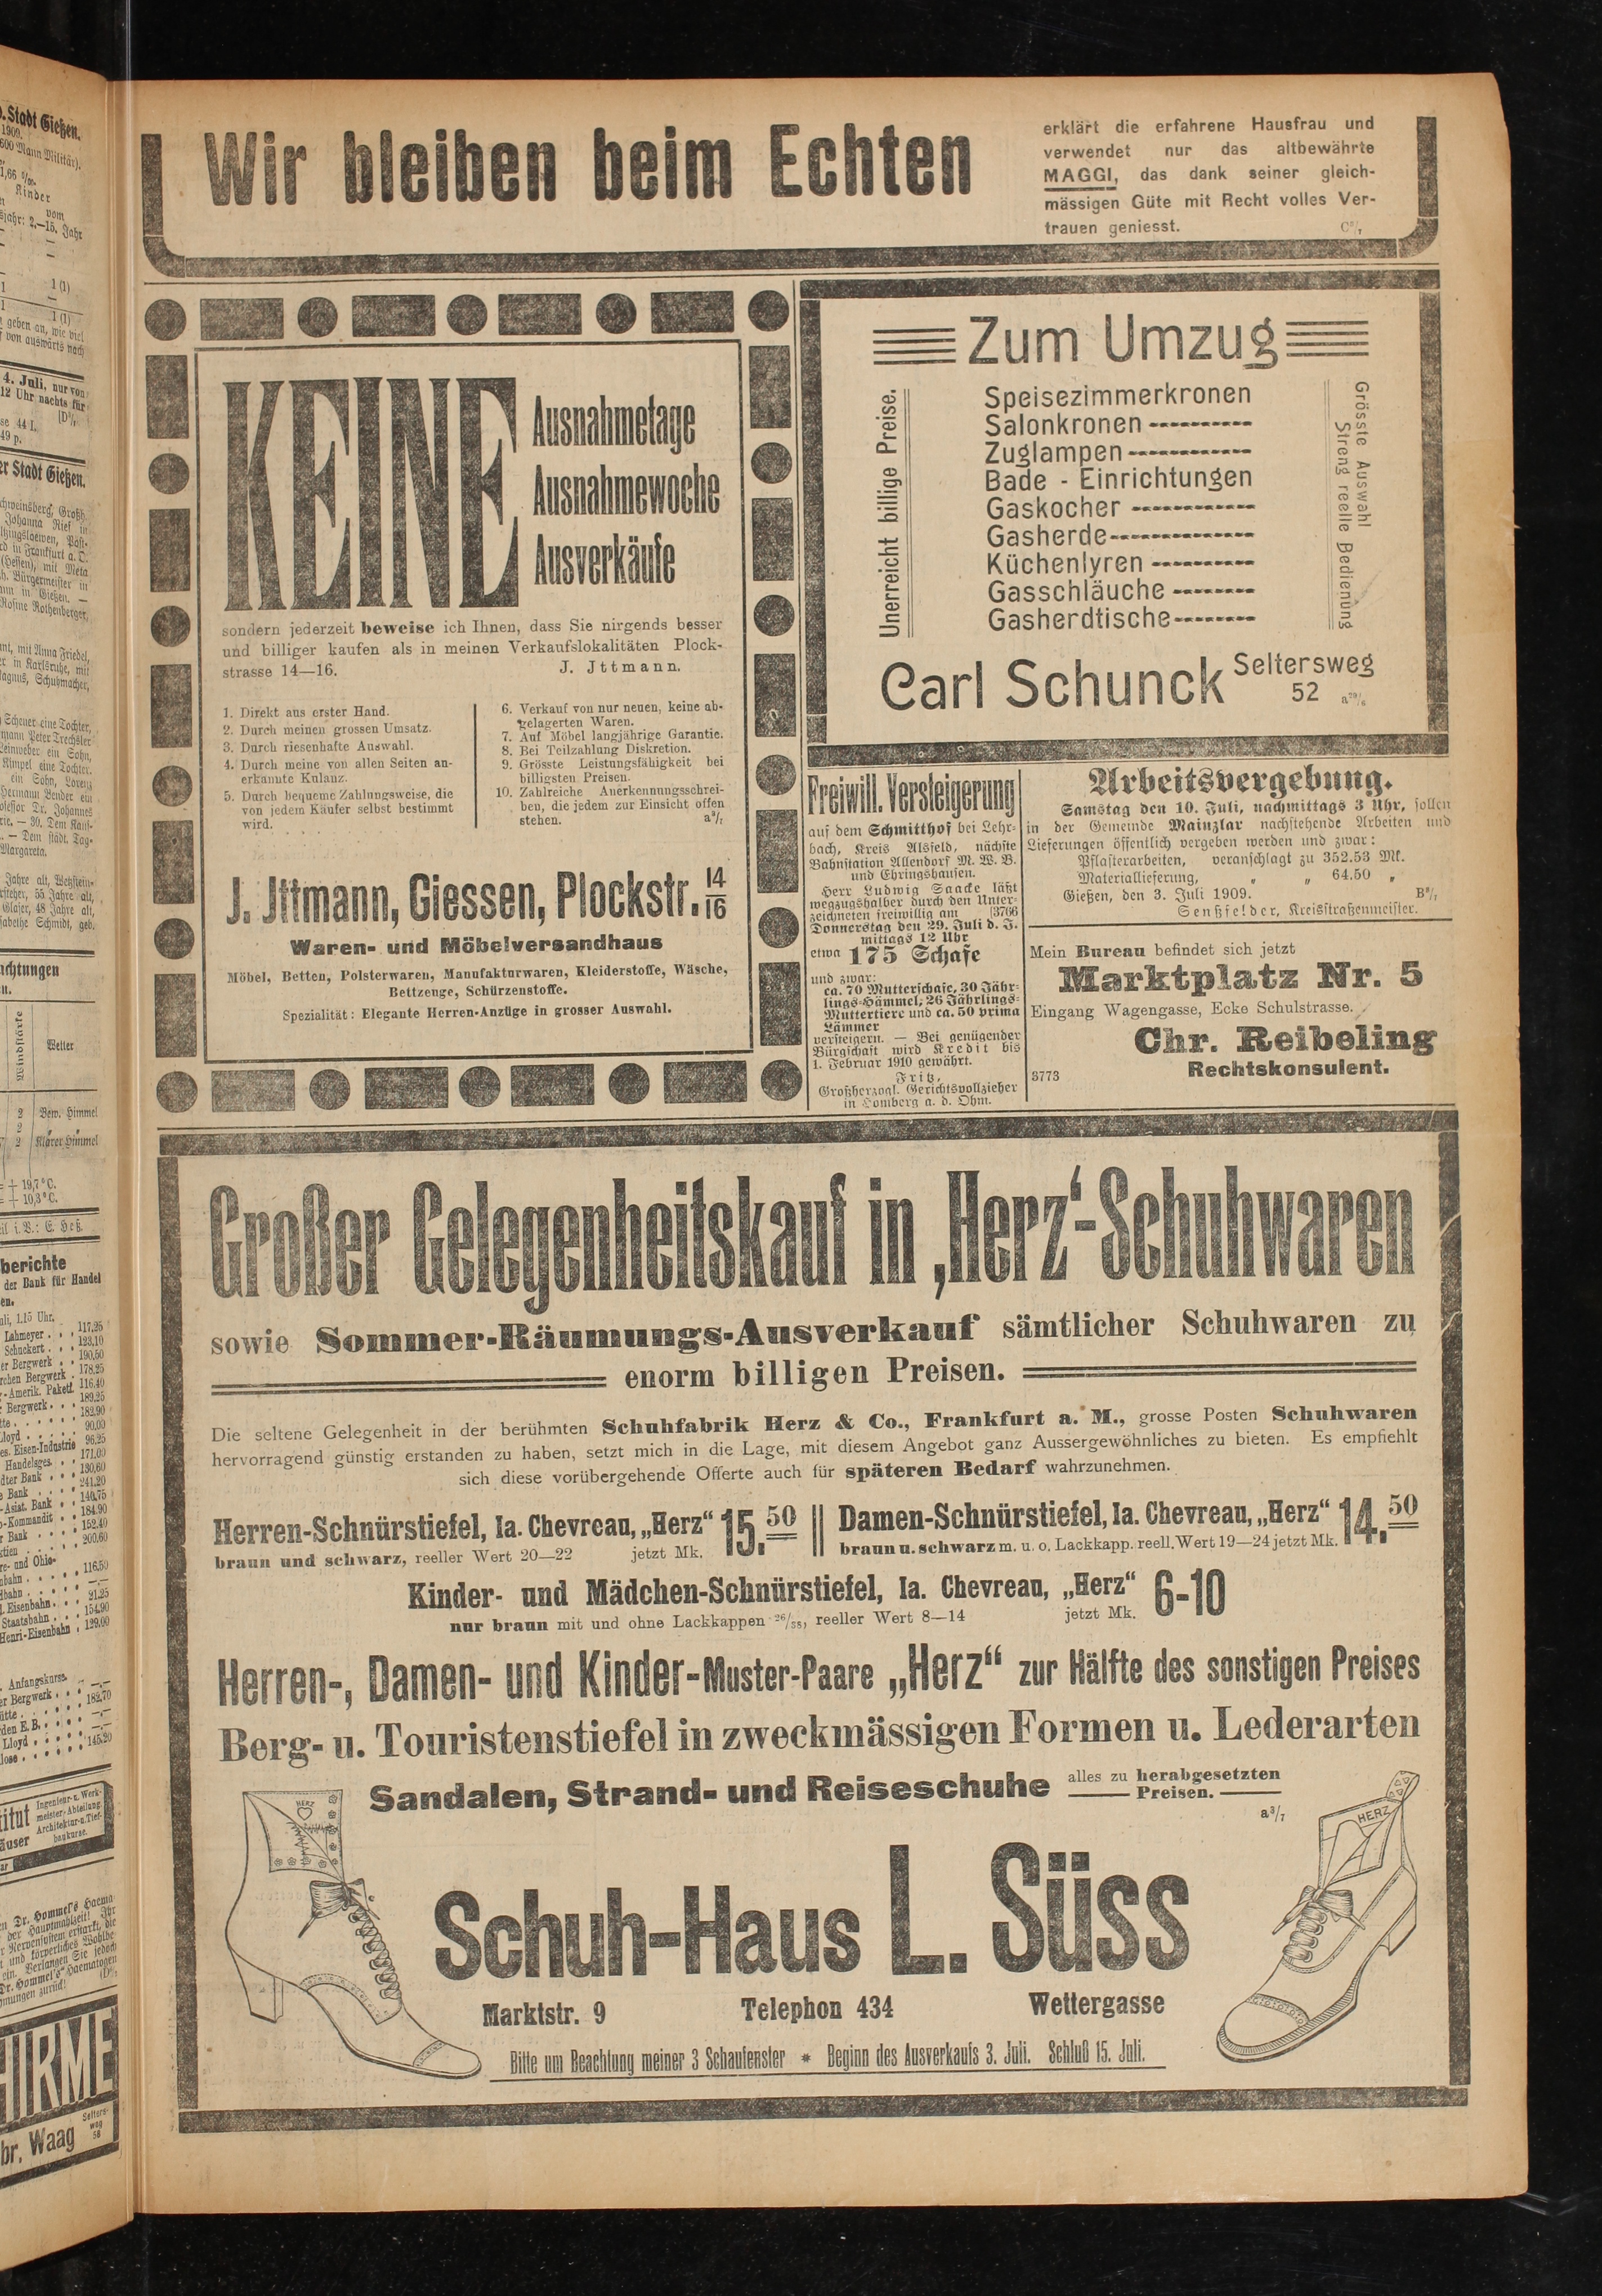 Wir bleiben beim Echten
erklärt die erfahrene Hausfrau und
verwendet nur das altbewährte
MAGGI, das dank seiner gleich-
mässigen Güte mit Recht volles Ver-
trauen geniesst.
KEINE
Ausnahmetage
Ausnahmewoche
Ausverkäufe
sondern jederzeit beweise ich Ihnen, dass Sie nirgends besser
und billiger kaufen als in meinen Verkaufslokalitäten Plock-
strasse 14—16. J. Jttmann.
1. Direkt aus erster Hand.
2. Durch meinen grossen Umsatz.
3. Durch riesenhafte Auswahl.
4. Durch meine von allen Seiten an-
erkannte Kulanz.
5. Durch bequeme Zahlungsweise, die
von jedem Käufer selbst bestimmt
wird.
6. Verkauf von nur neuen, keine ab-
gelagerten Waren.
7. Auf Möbel langjährige Garantie.
8. Bei Teilzahlung Diskretion.
9. Grösste Leistungsfähigkeit bei
billigsten Preisen.
10. Zahlreiche Anerkennungsschrei-
ben, die jedem zur Einsicht offen
stehen. a³/₇
J. Jttmann, Giessen, Plockstr. 14/16
Waren- und Möbelversandhaus
Möbel, Betten, Polsterwaren, Manufakturwaren, Kleiderstoffe, Wäsche,
Bettzeuge, Schürzenstoffe.
Spezialität: Elegante Herren-Anzüge in grosser Auswahl.
Zum Umzug
Unerreicht billige Preise.
Speisezimmerkronen
Salonkronen
Zuglampen
Bade - Einrichtungen
Gaskocher
Gasherde
Küchenlyren
Gasschläuche
Gasherdtische
Grösste Auswahl
Streng reelle Bedienung
Carl Schunck Seltersweg
52
Freiwill. Versteigerung
auf dem Schmitthof bei Lehr-
bach, Kreis Alsfeld, nächste
Bahnstation Allendorf M. W. B.
und Ehringshausen.
Herr Ludwig Saacke läßt
wegzugshalber durch den Unter-
zeichneten freiwillig am [3766
Donnerstag den 29. Juli d. J.
mittags 12 Uhr
etwa 175 Schafe
und zwar:
ca. 70 Mutterschafe, 30 Jähr-
lings-Hämmel, 26 Jährlings-
Muttertiere und ca. 50 prima
Lämmer
versteigern. — Bei genügender
Bürgschaft wird Kredit bis
1. Februar 1910 gewährt.
Fritz,
Großherzogl. Gerichtsvollzieher
in Homberg a. d. Ohm.
Arbeitsvergebung.
Samstag den 10. Juli, nachmittags 3 Uhr, sollen
in der Gemeinde Mainzlar nachstehende Arbeiten und
Lieferungen öffentlich vergeben werden und zwar:
Pflasterarbeiten, veranschlagt zu 352.53 Mk.
Materiallieferung, „ „ 64.50 „
Gießen, den 3. Juli 1909.
Senßfelder, Kreisstraßenmeister.
Mein Bureau befindet sich jetzt
Marktplatz Nr. 5
Eingang Wagengasse, Ecke Schulstrasse.
Chr. Reibeling
Rechtskonsulent.
3773
Großer Gelegenheitskauf in ‚Herz‘-Schuhwaren
sowie Sommer-Räumungs-Ausverkauf sämtlicher Schuhwaren zu
enorm billigen Preisen.
Die seltene Gelegenheit in der berühmten Schuhfabrik Herz & Co., Frankfurt a. M., grosse Posten Schuhwaren
hervorragend günstig erstanden zu haben, setzt mich in die Lage, mit diesem Angebot ganz Aussergewöhnliches zu bieten. Es empfiehlt
sich diese vorübergehende Offerte auch für späteren Bedarf wahrzunehmen.
Herren-Schnürstiefel, Ia. Chevreau, „Herz“ 15.50
braun und schwarz, reeller Wert 20—22 jetzt Mk.
Damen-Schnürstiefel, Ia. Chevreau, „Herz“ 14.50
braun u. schwarz m. u. o. Lackkapp. reell. Wert 19—24 jetzt Mk.
Kinder- und Mädchen-Schnürstiefel, Ia. Chevreau, „Herz“ 6-10
nur braun mit und ohne Lackkappen ²⁶/₃₈, reeller Wert 8—14 jetzt Mk.
Herren-, Damen- und Kinder-Muster-Paare „Herz“ zur Hälfte des sonstigen Preises
Berg- u. Touristenstiefel in zweckmässigen Formen u. Lederarten
Sandalen, Strand- und Reiseschuhe alles zu herabgesetzten
Preisen.
a³/₇
HERZ
HERZ
Schuh-Haus L. Süss
Marktstr. 9 Telephon 434 Wettergasse
Bitte um Beachtung meiner 3 Schaufenster * Beginn des Ausverkaufs 3. Juli. Schluß 15. Juli.